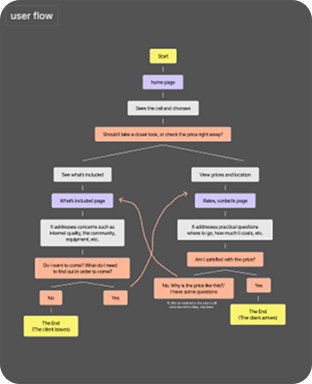 user flow
Start
home page
Sees the call and chooses
Should I take a closer look, or check the price right away?
See what's included
View prices and location
What's included page
Rates, contacts page
It addresses concerns such as
internet quality, the community,
equipment, etc.
It addresses practical questions
where to go, how much it costs, etc.
Do I want to come? What do I need
to find out in order to come?
Am I satisfied with the price?
No
Yes
No. Why is the price like this? I
have some questions
Yes
The End
(The client leaves)
The End
(The client arrives)